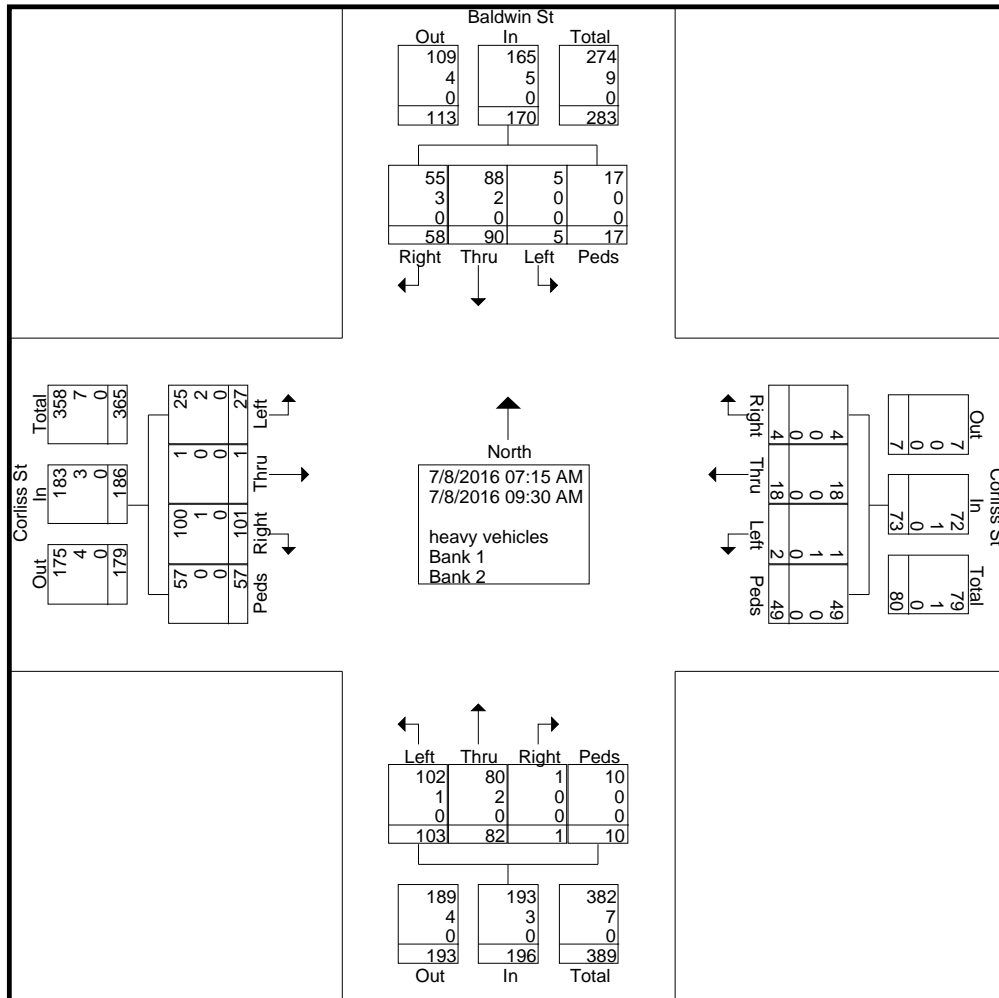 Baldwin St
Out In Total
109 165 274
4 5 9
0 0 0
113 170 283
55 88 5 17
3 2 0 0
0 0 0 0
58 90 5 17
Right Thru Left Peds
Corliss St
Total
358
7
0
365
In
183
3
0
186
Out
175
4
0
179
25
2
0
27
Left
1
0
0
1
Thru
100
1
0
101
Right
57
0
0
57
Peds
North
7/8/2016 07:15 AM
7/8/2016 09:30 AM
heavy vehicles
Bank 1
Bank 2
Right
4
0
0
4
Thru
18
0
0
18
Left
1
1
0
2
Peds
49
0
0
49
Corliss St
Out
7
0
0
7
In
72
1
0
73
Total
79
1
0
80
Left Thru Right Peds
102 80 1 10
1 2 0 0
0 0 0 0
103 82 1 10
189 193 382
4 3 7
0 0 0
193 196 389
Out In Total